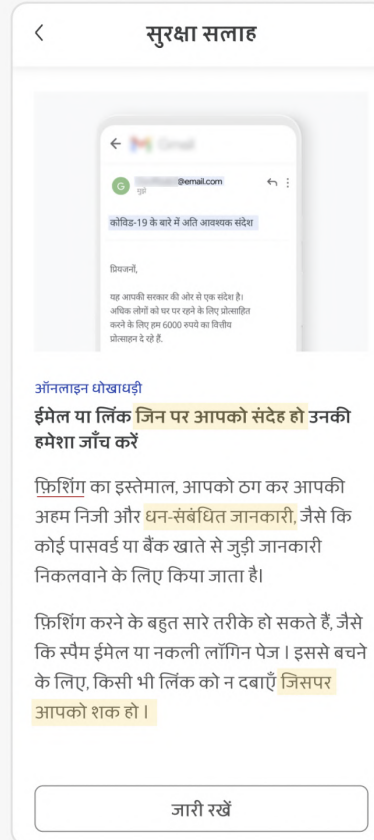 सुरक्षा सलाह
@email.com
G
मुझे
कोविड-19 के बारे में अति आवश्यक संदेश
प्रियजनों,
यह आपकी सरकार की ओर से एक संदेश है।
अधिक लोगों को घर पर रहने के लिए प्रोत्साहित
करने के लिए हम 6000 रुपये का वित्तीय
प्रोत्साहन दे रहे हैं.
ऑनलाइन धोखाधड़ी
ईमेल या लिंक जिन पर आपको संदेह हो उनकी
हमेशा जाँच करें
फ़िशिंग का इस्तेमाल, आपको ठग कर आपकी
अहम निजी और धन-संबंधित जानकारी, जैसे कि
कोई पासवर्ड या बैंक खाते से जुड़ी जानकारी
निकलवाने के लिए किया जाता है।
फ़िशिंग करने के बहुत सारे तरीके हो सकते हैं, जैसे
कि स्पैम ईमेल या नकली लॉगिन पेज । इससे बचने
के लिए, किसी भी लिंक को न दबाएँ जिसपर
आपको शक हो ।
जारी रखें